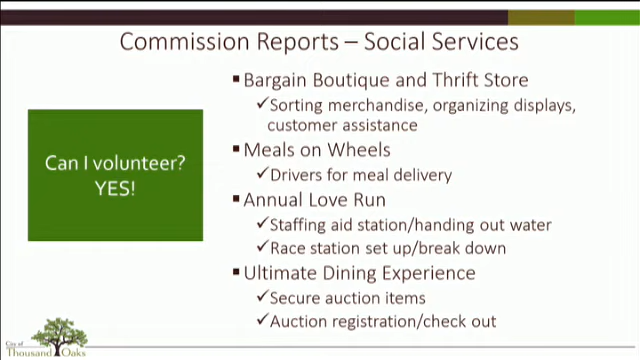 Commission Reports – Social Services
Can I volunteer?
YES!
▪Bargain Boutique and Thrift Store
✓Sorting merchandise, organizing displays,
customer assistance
▪Meals on Wheels
✓Drivers for meal delivery
▪Annual Love Run
✓Staffing aid station/handing out water
✓Race station set up/break down
▪Ultimate Dining Experience
✓Secure auction items
✓Auction registration/check out
City of
Thousand Oaks